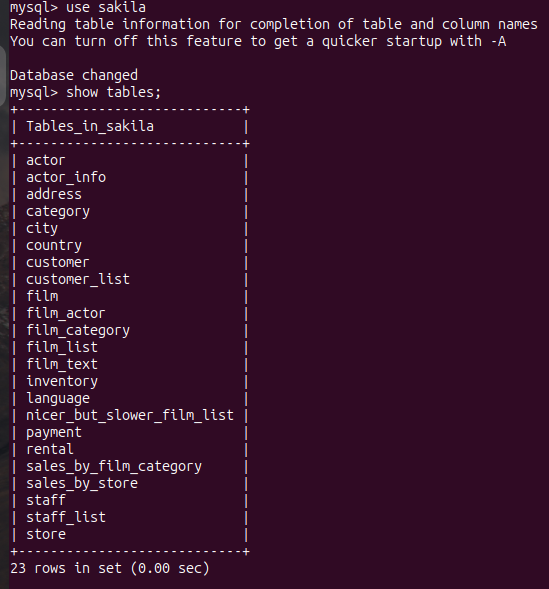 mysql> use sakila
Reading table information for completion of table and column names
You can turn off this feature to get a quicker startup with -A

Database changed
mysql> show tables;
+----------------------------+
| Tables_in_sakila           |
+----------------------------+
| actor                      |
| actor_info                 |
| address                    |
| category                   |
| city                       |
| country                    |
| customer                   |
| customer_list              |
| film                       |
| film_actor                 |
| film_category              |
| film_list                  |
| film_text                  |
| inventory                  |
| language                   |
| nicer_but_slower_film_list |
| payment                    |
| rental                     |
| sales_by_film_category     |
| sales_by_store             |
| staff                      |
| staff_list                 |
| store                      |
+----------------------------+
23 rows in set (0.00 sec)